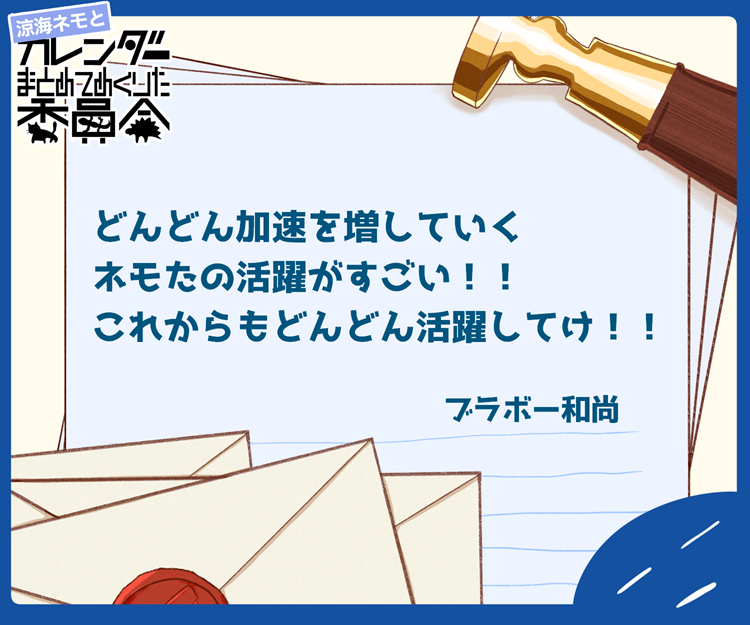 涼海ネモと
カレンダー
まとめてめくりた
委員会
どんどん加速を増していく
ネモたの活躍がすごい!!
これからもどんどん活躍してけ!!
ブラボー和尚